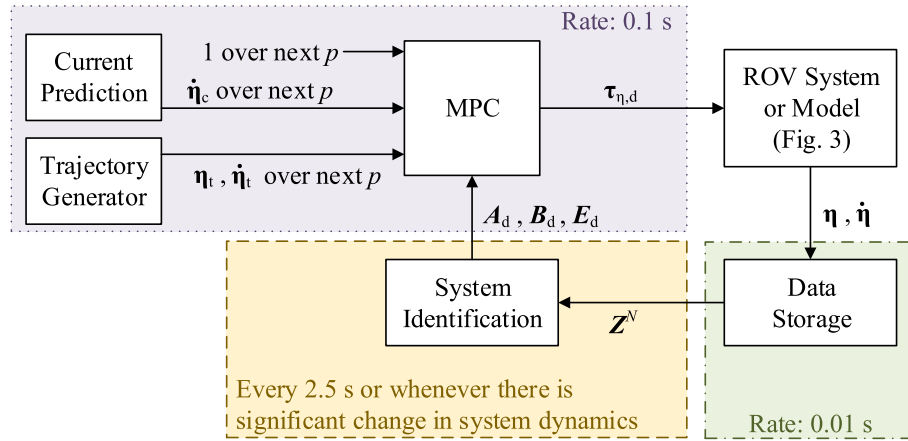 Rate: 0.1 s
Current
Prediction
1 over next p
η̇c over next p
MPC
τη,d
ROV System
or Model
(Fig. 3)
Trajectory
Generator
ηt , η̇t over next p
Ad , Bd , Ed
η , η̇
System
Identification
Z^N
Data
Storage
Every 2.5 s or whenever there is
significant change in system dynamics
Rate: 0.01 s